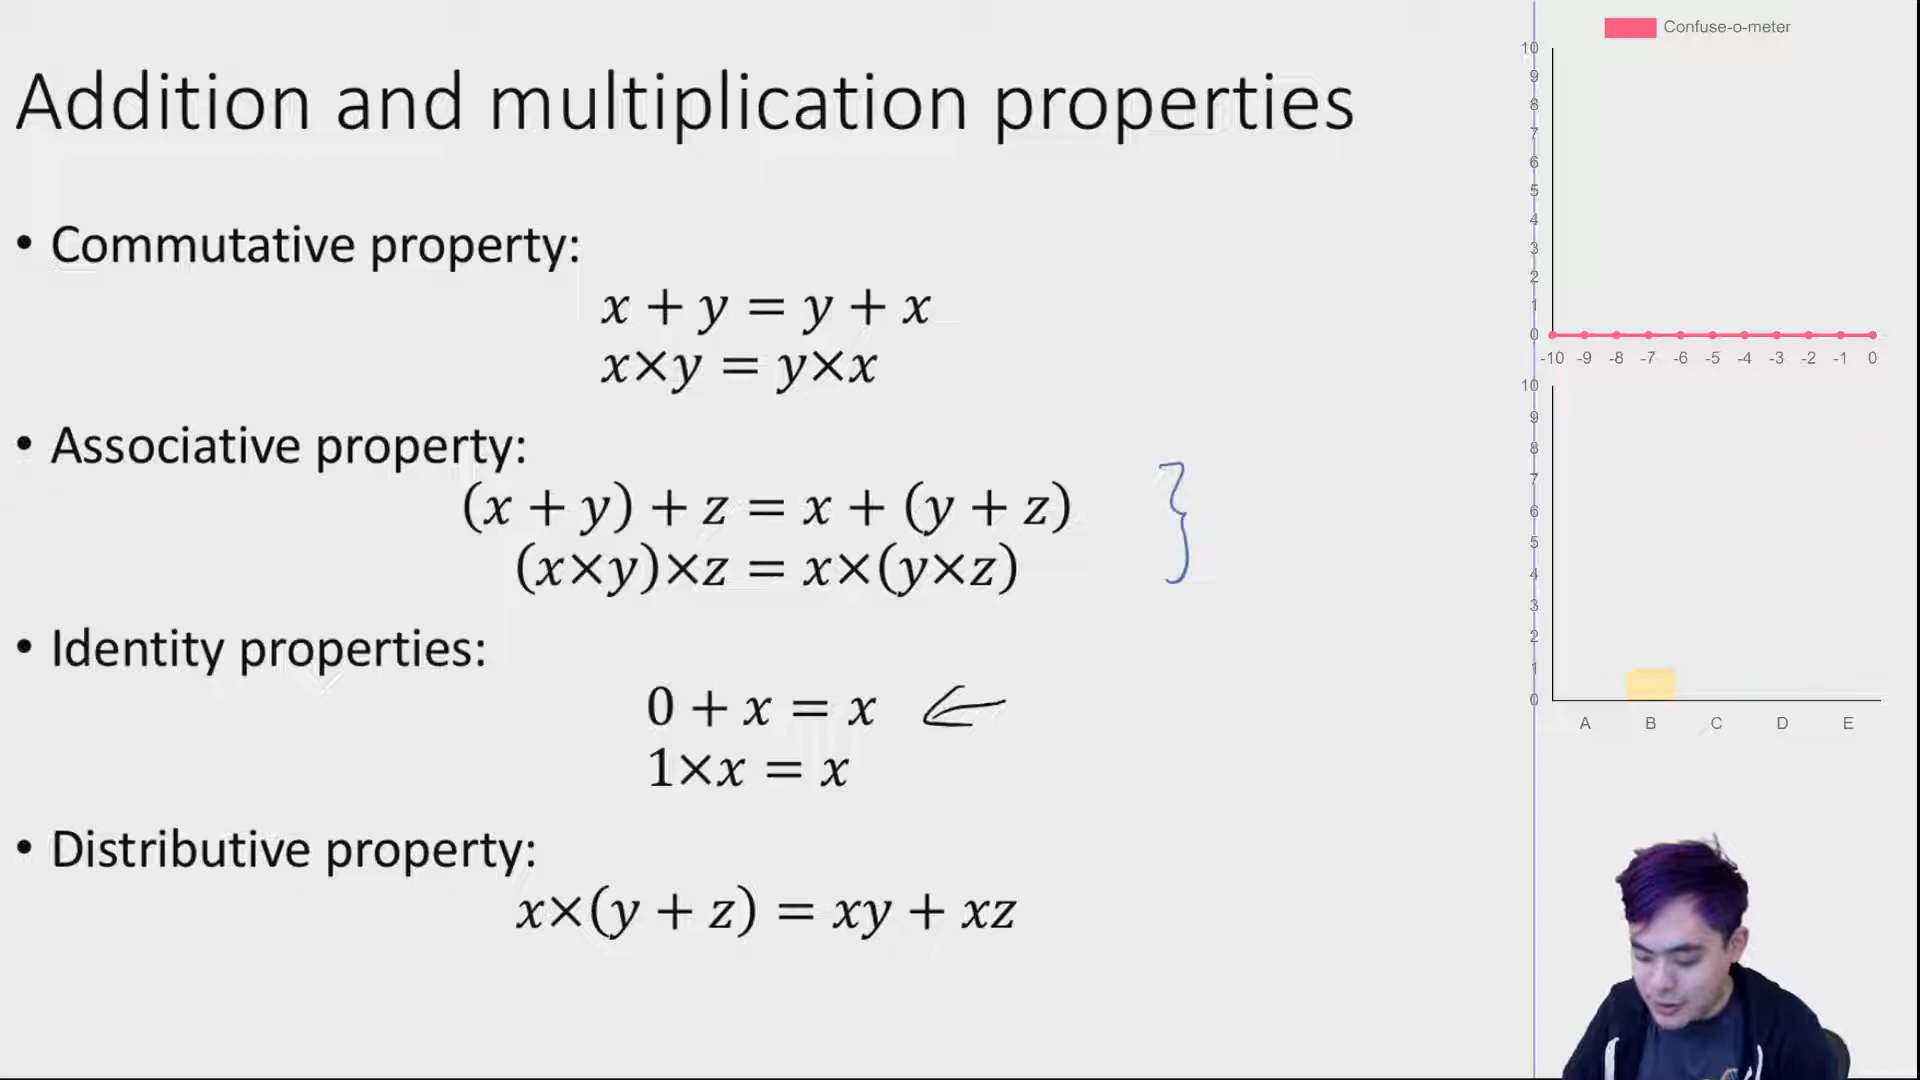 Addition and multiplication properties
• Commutative property:
x + y = y + x
x×y = y×x
• Associative property:
(x + y) + z = x + (y + z)
(x×y)×z = x×(y×z)
• Identity properties:
0 + x = x
1×x = x
• Distributive property:
x×(y + z) = xy + xz
Confuse-o-meter
10
9
8
7
6
5
4
3
2
1
0
-10 -9 -8 -7 -6 -5 -4 -3 -2 -1 0
10
9
8
7
6
5
4
3
2
1
0
A B C D E